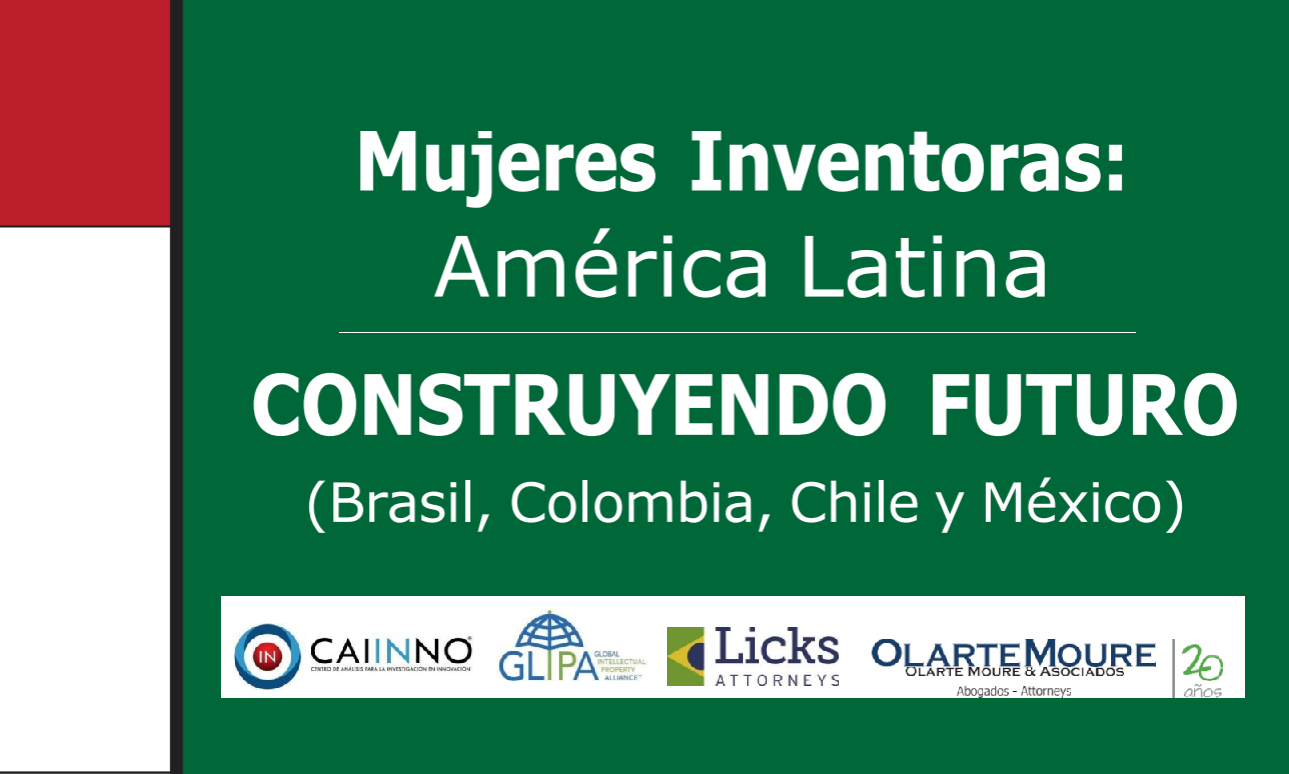 Mujeres Inventoras:
América Latina
CONSTRUYENDO FUTURO
(Brasil, Colombia, Chile y México)
IN
CAIINNO
CENTRO DE ANÁLISIS PARA LA INVESTIGACIÓN EN INNOVACIÓN
GLIPA
GLOBAL
INTELLECTUAL
PROPERTY
ALLIANCE
Licks
ATTORNEYS
OLARTEMOURE
OLARTE MOURE & ASOCIADOS
Abogados - Attorneys
20
años